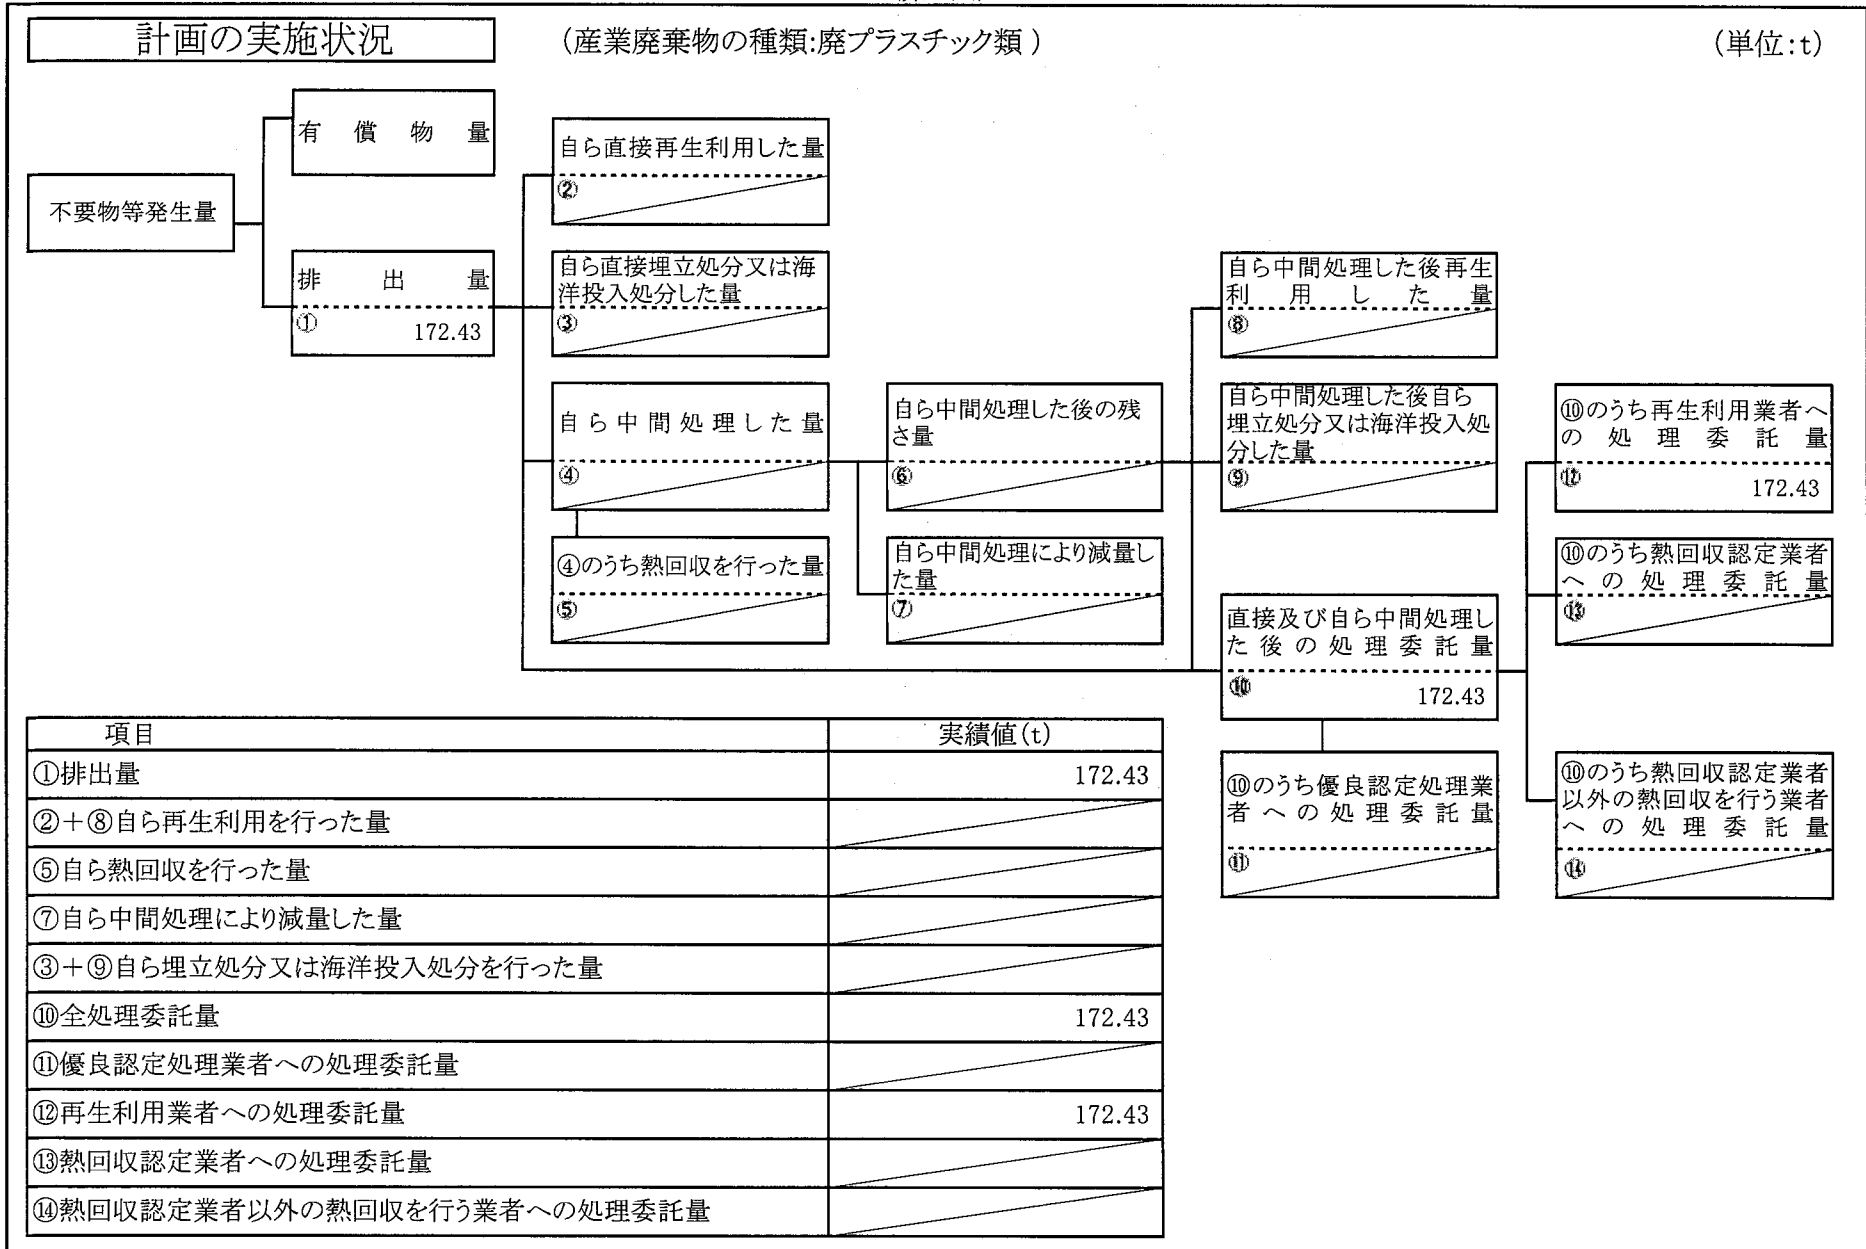 計画の実施状況
(産業廃棄物の種類:廃プラスチック類)
(単位:t)
有償物量
不要物等発生量
排出量
①
172.43
自ら直接再生利用した量
②
自ら直接埋立処分又は海
洋投入処分した量
③
自ら中間処理した量
④
④のうち熱回収を行った量
⑤
自ら中間処理した後の残
さ量
⑥
自ら中間処理により減量し
た量
⑦
自ら中間処理した後再生
利用した量
⑧
自ら中間処理した後自ら
埋立処分又は海洋投入処
分した量
⑨
直接及び自ら中間処理し
た後の処理委託量
⑩
172.43
⑩のうち優良認定処理業
者への処理委託量
⑪
⑩のうち再生利用業者へ
の処理委託量
⑫
172.43
⑩のうち熱回収認定業者
への処理委託量
⑬
⑩のうち熱回収認定業者
以外の熱回収を行う業者
への処理委託量
⑭
項目 実績値(t)
①排出量 172.43
②+⑧自ら再生利用を行った量
⑤自ら熱回収を行った量
⑦自ら中間処理により減量した量
③+⑨自ら埋立処分又は海洋投入処分を行った量
⑩全処理委託量 172.43
⑪優良認定処理業者への処理委託量
⑫再生利用業者への処理委託量 172.43
⑬熱回収認定業者への処理委託量
⑭熱回収認定業者以外の熱回収を行う業者への処理委託量